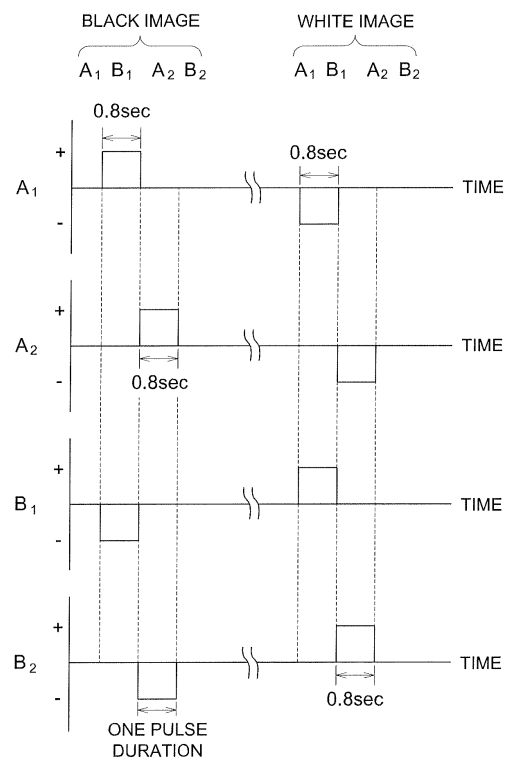 BLACK IMAGE WHITE IMAGE
A1 B1 A2 B2 A1 B1 A2 B2
0.8sec
+ 0.8sec
A1 TIME
-
+
A2 TIME
- 0.8sec
+
B1 TIME
-
+
B2 TIME
- 0.8sec
ONE PULSE
DURATION